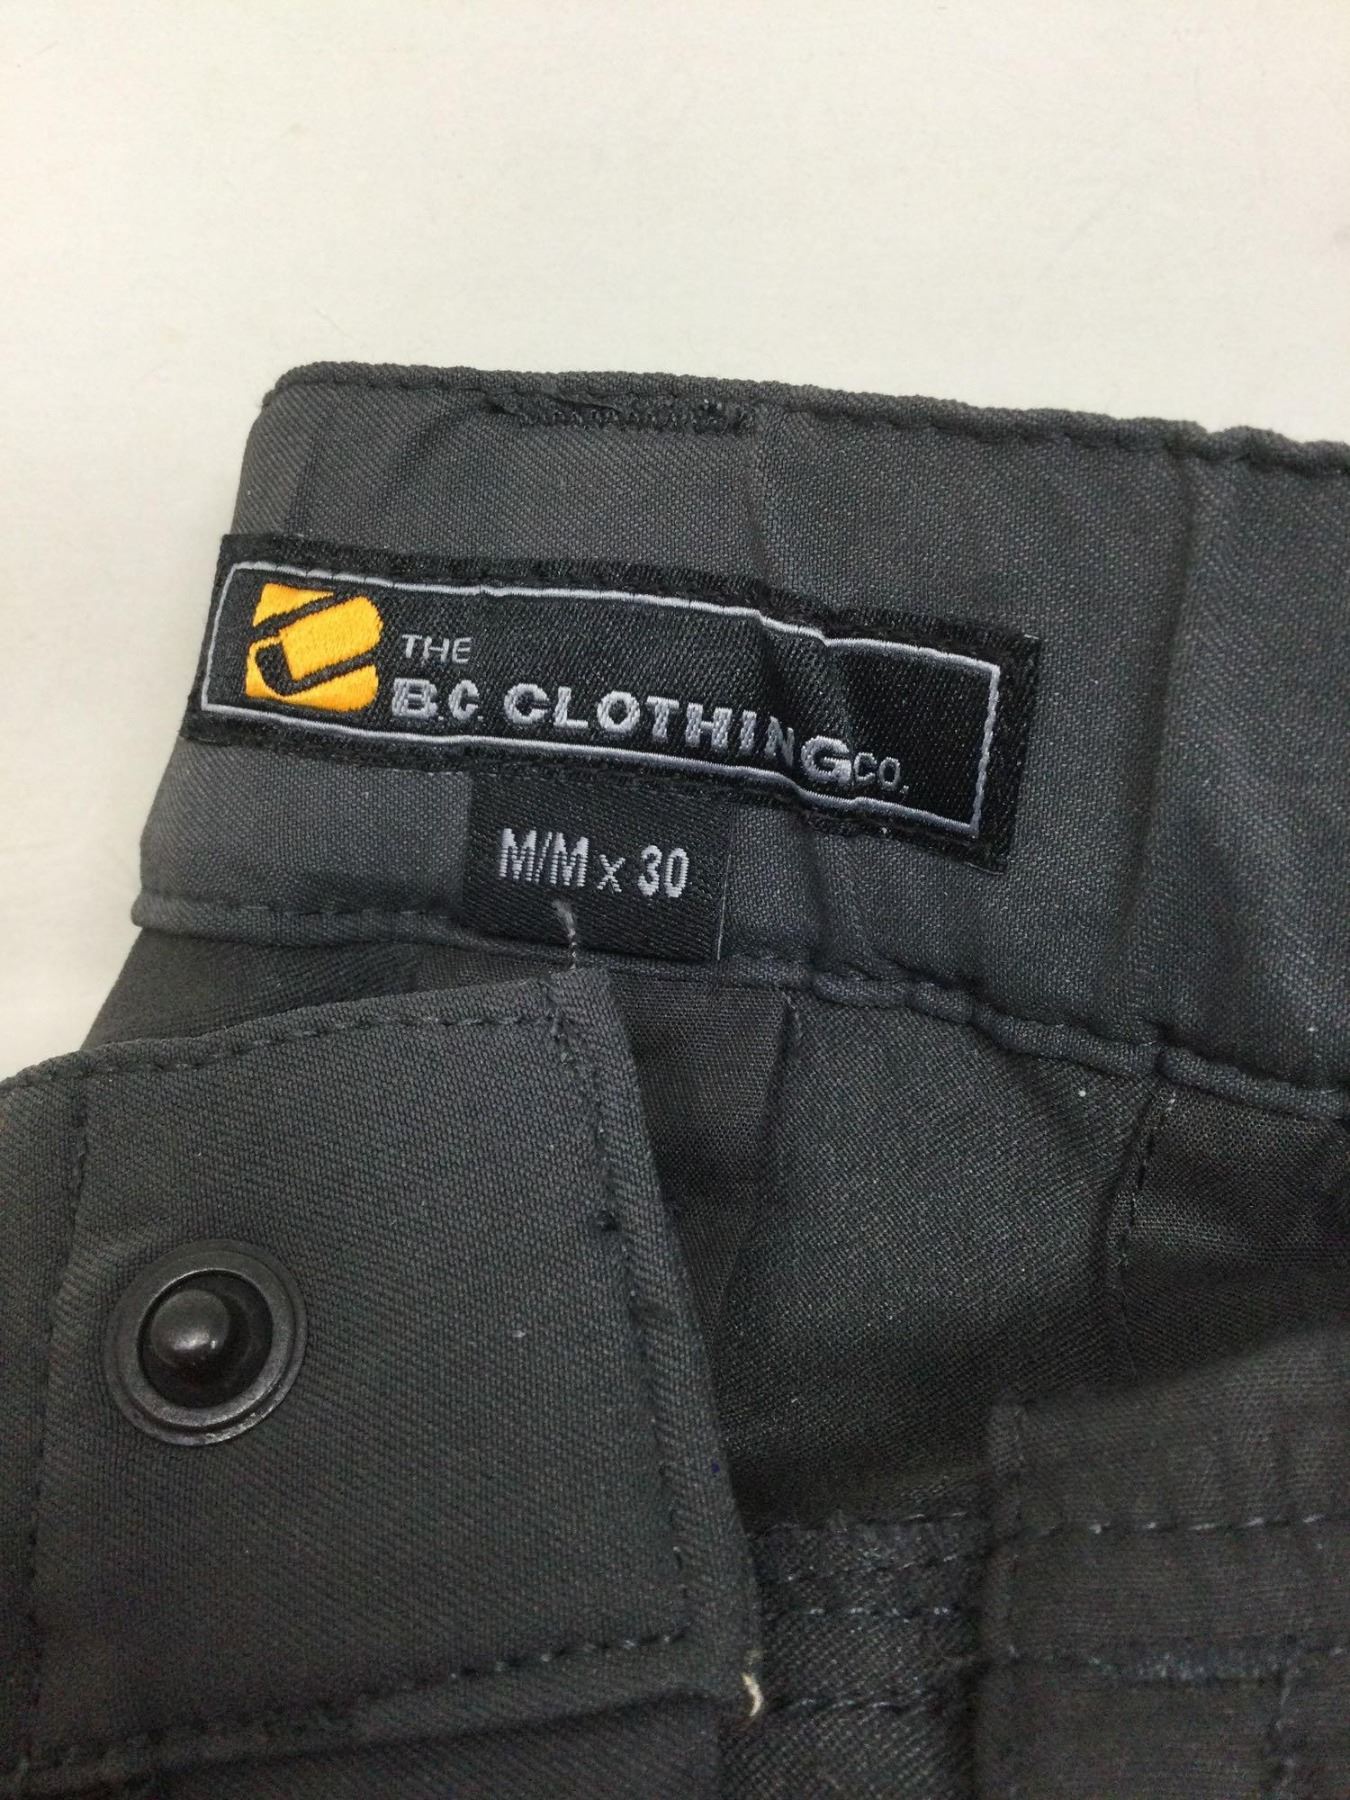 THE
B.C. CLOTHING CO.
M/M x 30